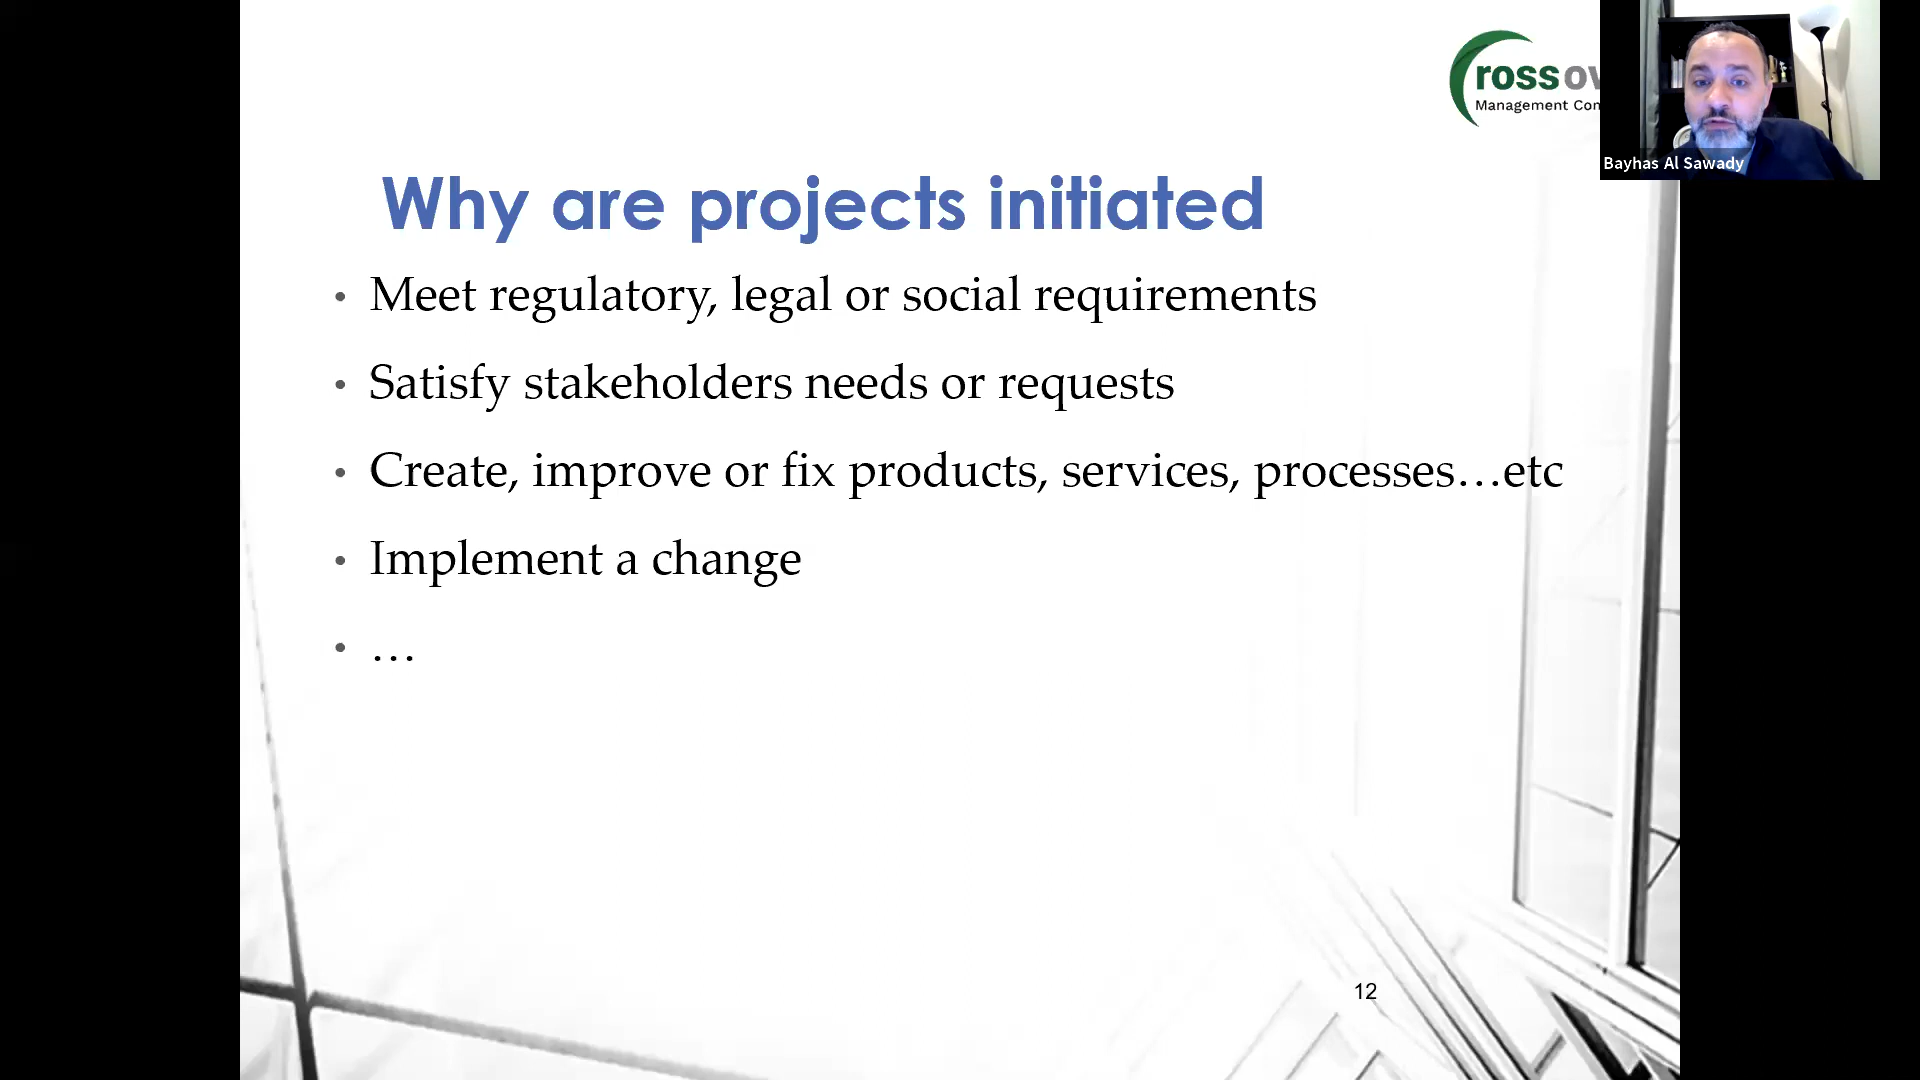 Cross ov
Management Con
Bayhas Al Sawady
Why are projects initiated
• Meet regulatory, legal or social requirements
• Satisfy stakeholders needs or requests
• Create, improve or fix products, services, processes…etc
• Implement a change
• …
12